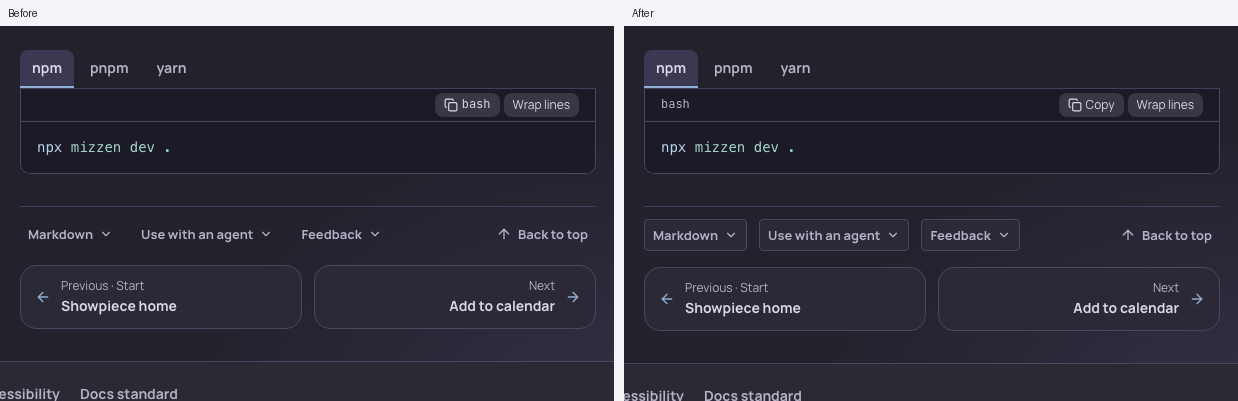 Before
npm pnpm yarn
bash Wrap lines
npx mizzen dev .
Markdown Use with an agent Feedback Back to top
Previous · Start
Showpiece home
Next
Add to calendar
essibility Docs standard
After
npm pnpm yarn
bash Copy Wrap lines
npx mizzen dev .
Markdown Use with an agent Feedback Back to top
Previous · Start
Showpiece home
Next
Add to calendar
essibility Docs standard